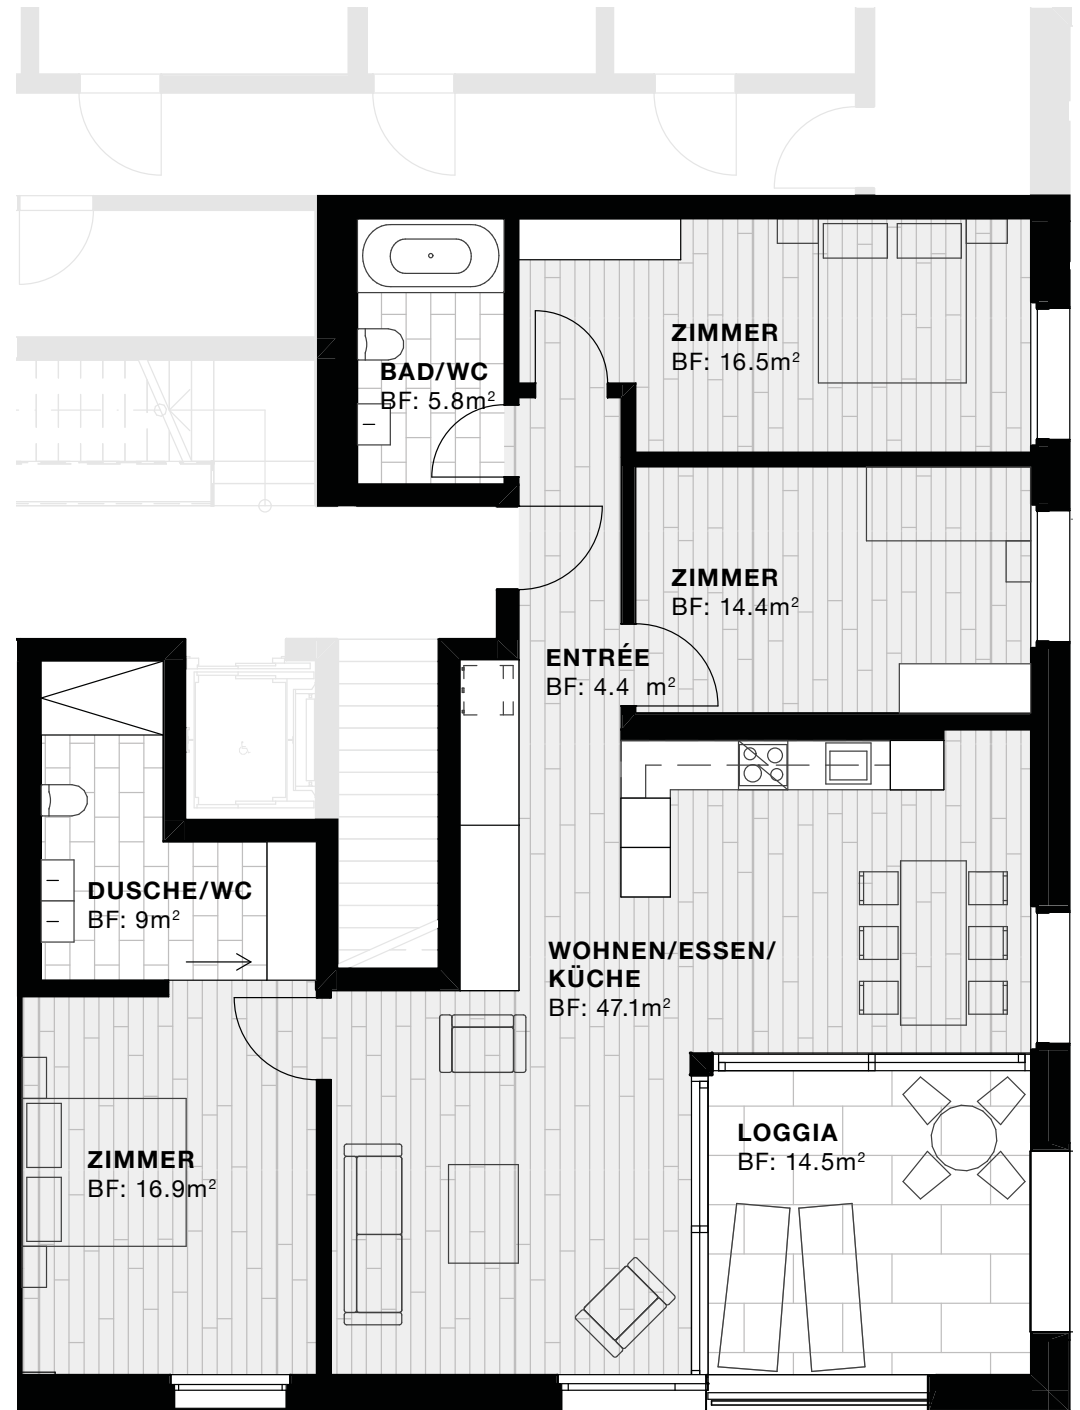 ZIMMER
BF: 16.5m²
BAD/WC
BF: 5.8m²
ZIMMER
BF: 14.4m²
ENTRÉE
BF: 4.4 m²
DUSCHE/WC
BF: 9m²
WOHNEN/ESSEN/
KÜCHE
BF: 47.1m²
LOGGIA
BF: 14.5m²
ZIMMER
BF: 16.9m²